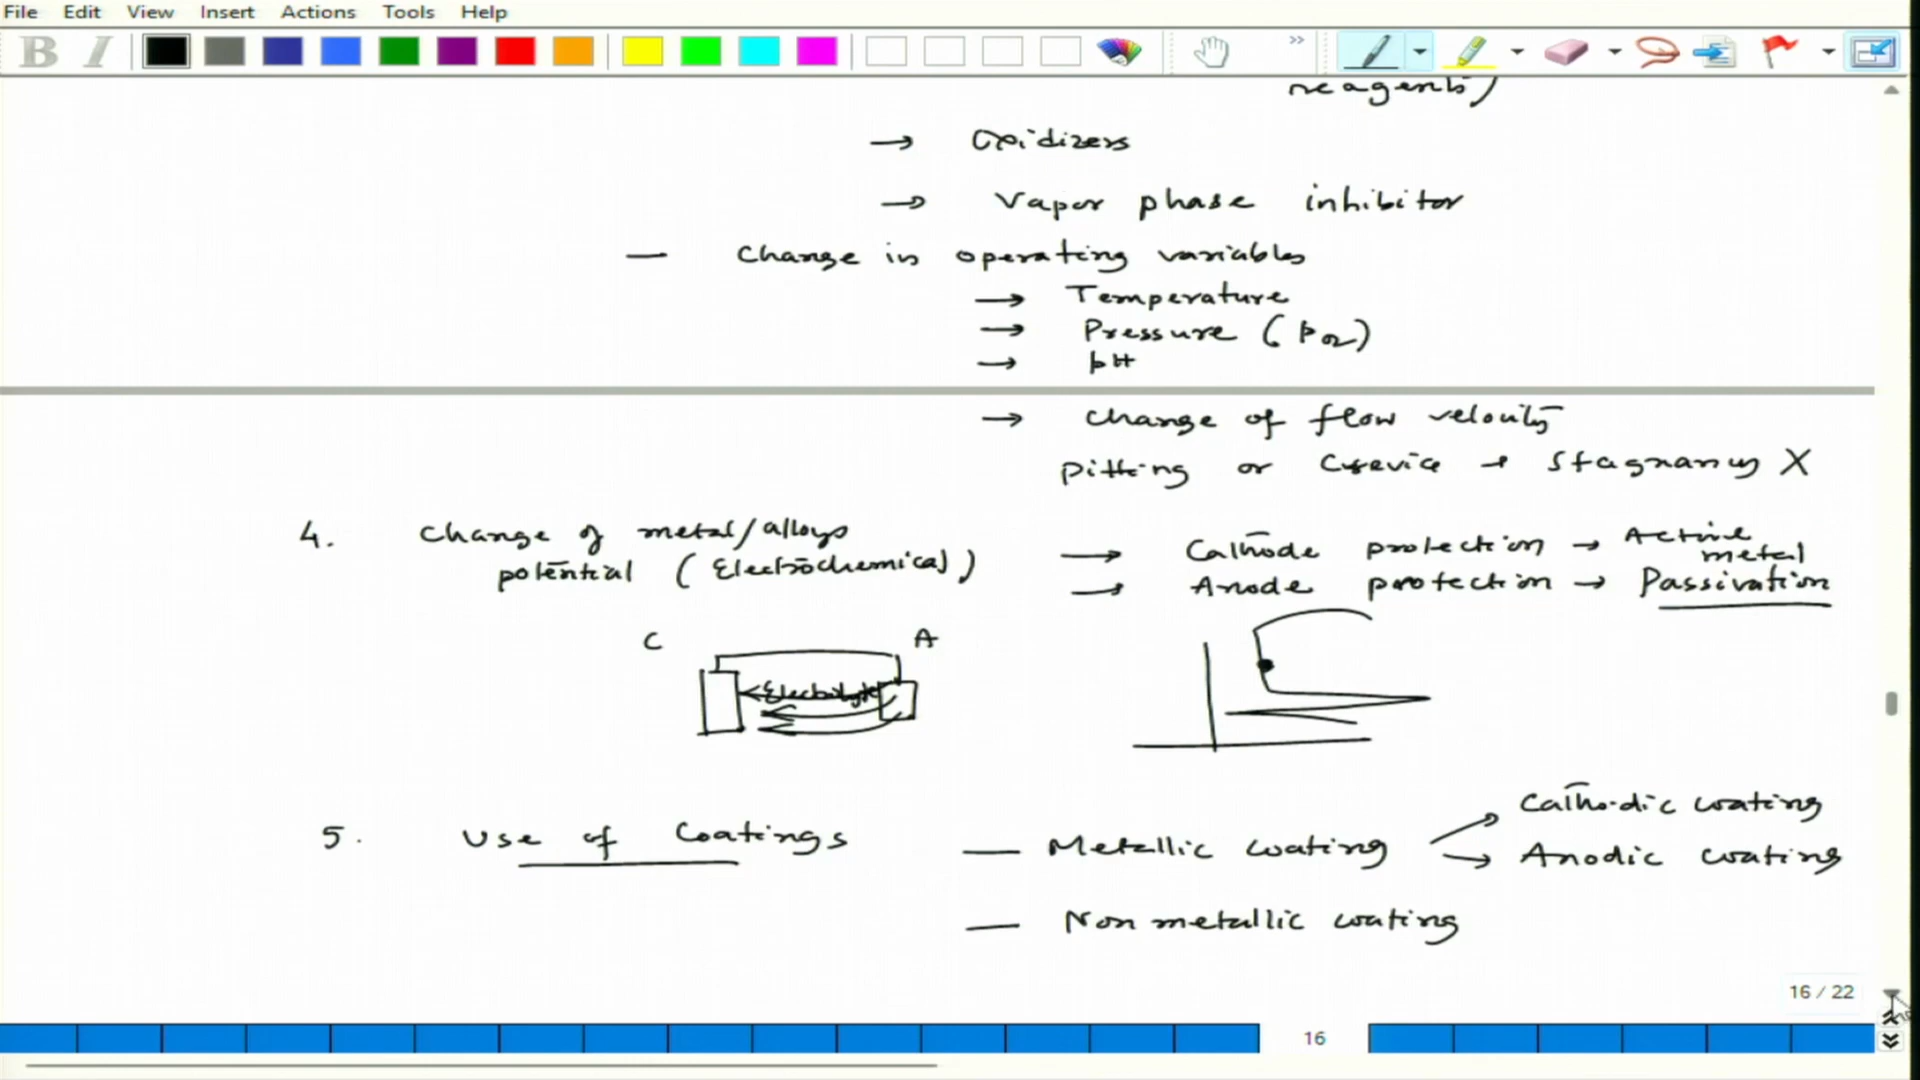 File Edit View Insert Actions Tools Help
B I
reagents)
→ Oxidizers
→ Vapor phase inhibitor
— Change in operating variables
→ Temperature
→ Pressure (pO2)
→ pH
→ Change of flow velocity
Pitting or Crevice → Stagnancy X
4. Change of metal/alloys
potential (Electrochemical)
→ Cathode protection → Active metal
→ Anode protection → Passivation
C A
Electrolyte
5. Use of Coatings
— Metallic coating
→ Cathodic coating
→ Anodic coating
— Non metallic coating
16 / 22
16